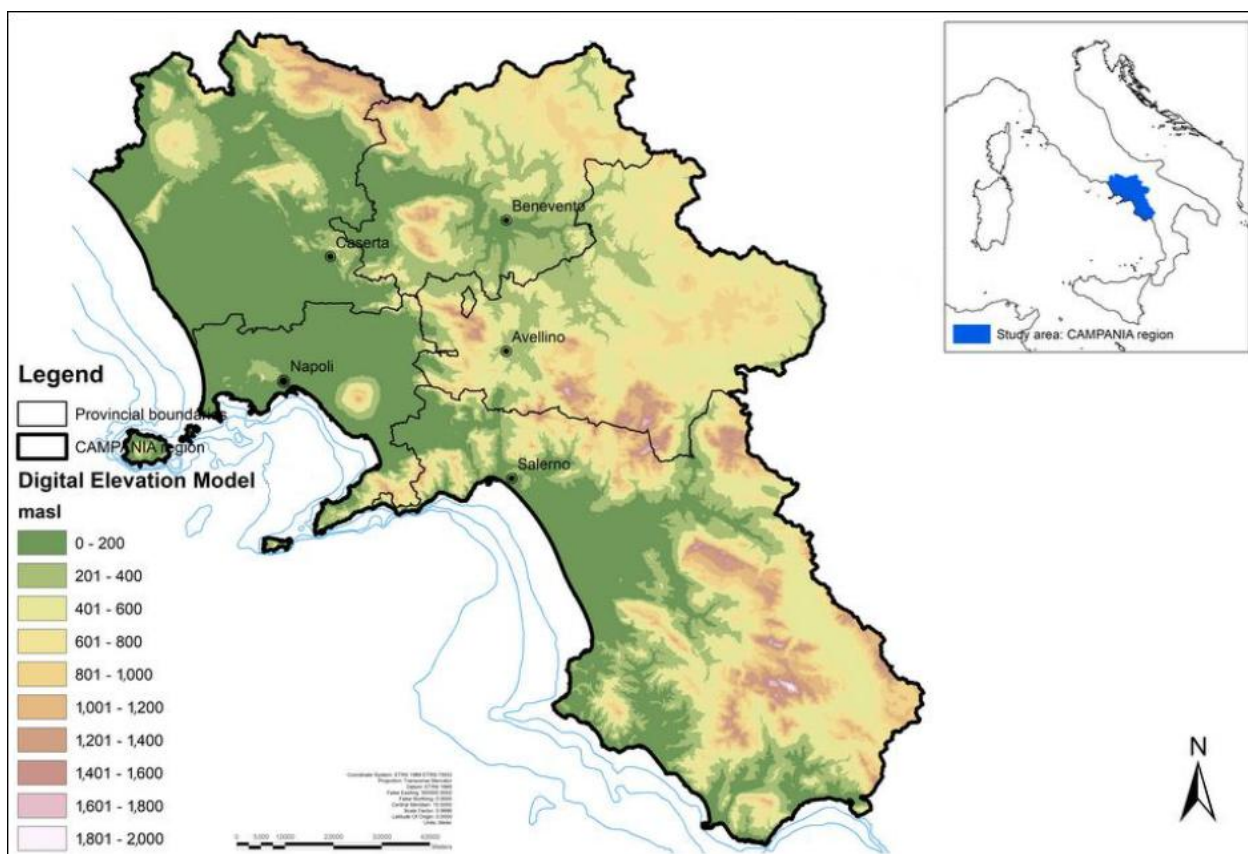 Study area: CAMPANIA region
Benevento
Caserta
Avellino
Napoli
Salerno
Legend
Provincial boundaries
CAMPANIA region
Digital Elevation Model
masl
0 - 200
201 - 400
401 - 600
601 - 800
801 - 1,000
1,001 - 1,200
1,201 - 1,400
1,401 - 1,600
1,601 - 1,800
1,801 - 2,000
N